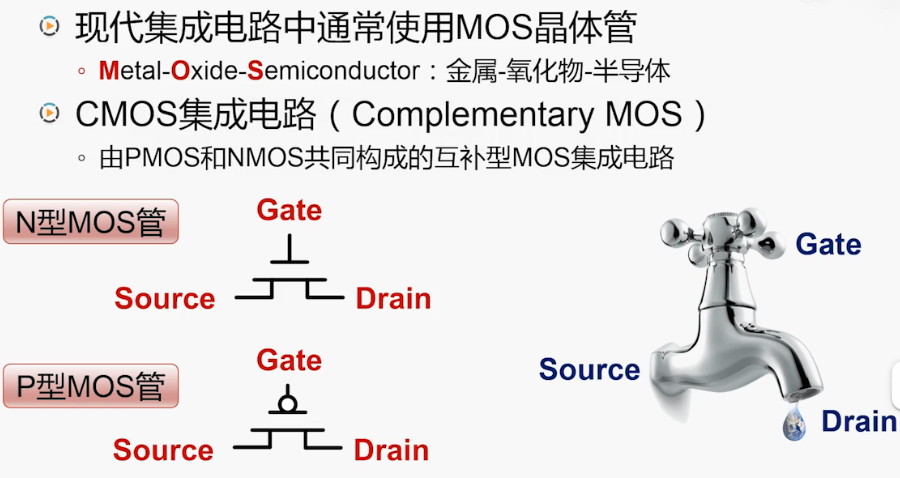 现代集成电路中通常使用MOS晶体管
Metal-Oxide-Semiconductor：金属-氧化物-半导体
CMOS集成电路（Complementary MOS）
由PMOS和NMOS共同构成的互补型MOS集成电路
N型MOS管
Gate
Source
Drain
P型MOS管
Gate
Source
Drain
Gate
Source
Drain